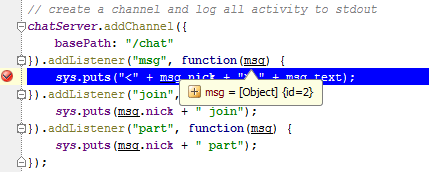 // create a channel and log all activity to stdout
chatServer.addChannel({
basePath: "/chat"
}).addListener("msg", function(msg) {
sys.puts("<" + msg.nick + "> " + msg.text);
msg = [Object] {id=2}
}).addListener("join",
sys.puts(msg.nick + " join");
}).addListener("part", function(msg) {
sys.puts(msg.nick + " part");
});